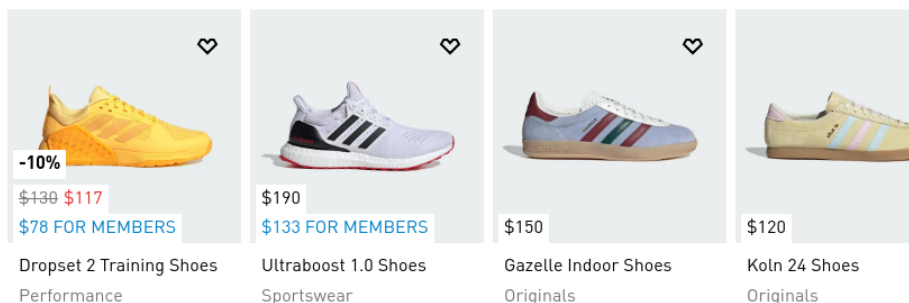 -10%
$130 $117
$78 FOR MEMBERS
Dropset 2 Training Shoes
Performance
$190
$133 FOR MEMBERS
Ultraboost 1.0 Shoes
Sportswear
$150
Gazelle Indoor Shoes
Originals
$120
Koln 24 Shoes
Originals